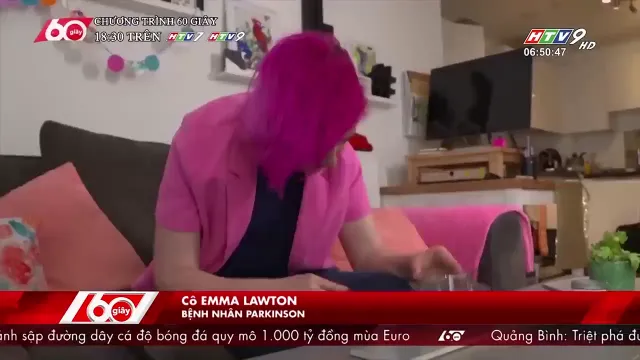 60 giây
CHƯƠNG TRÌNH 60 GIÂY
18:30 TRÊN HTV7 HTV9
HTV9 HD
06:50:47
60 giây
Cô EMMA LAWTON
BỆNH NHÂN PARKINSON
ánh sập đường dây cá độ bóng đá quy mô 1.000 tỷ đồng mùa Euro
60 giây
Quảng Bình: Triệt phá đ